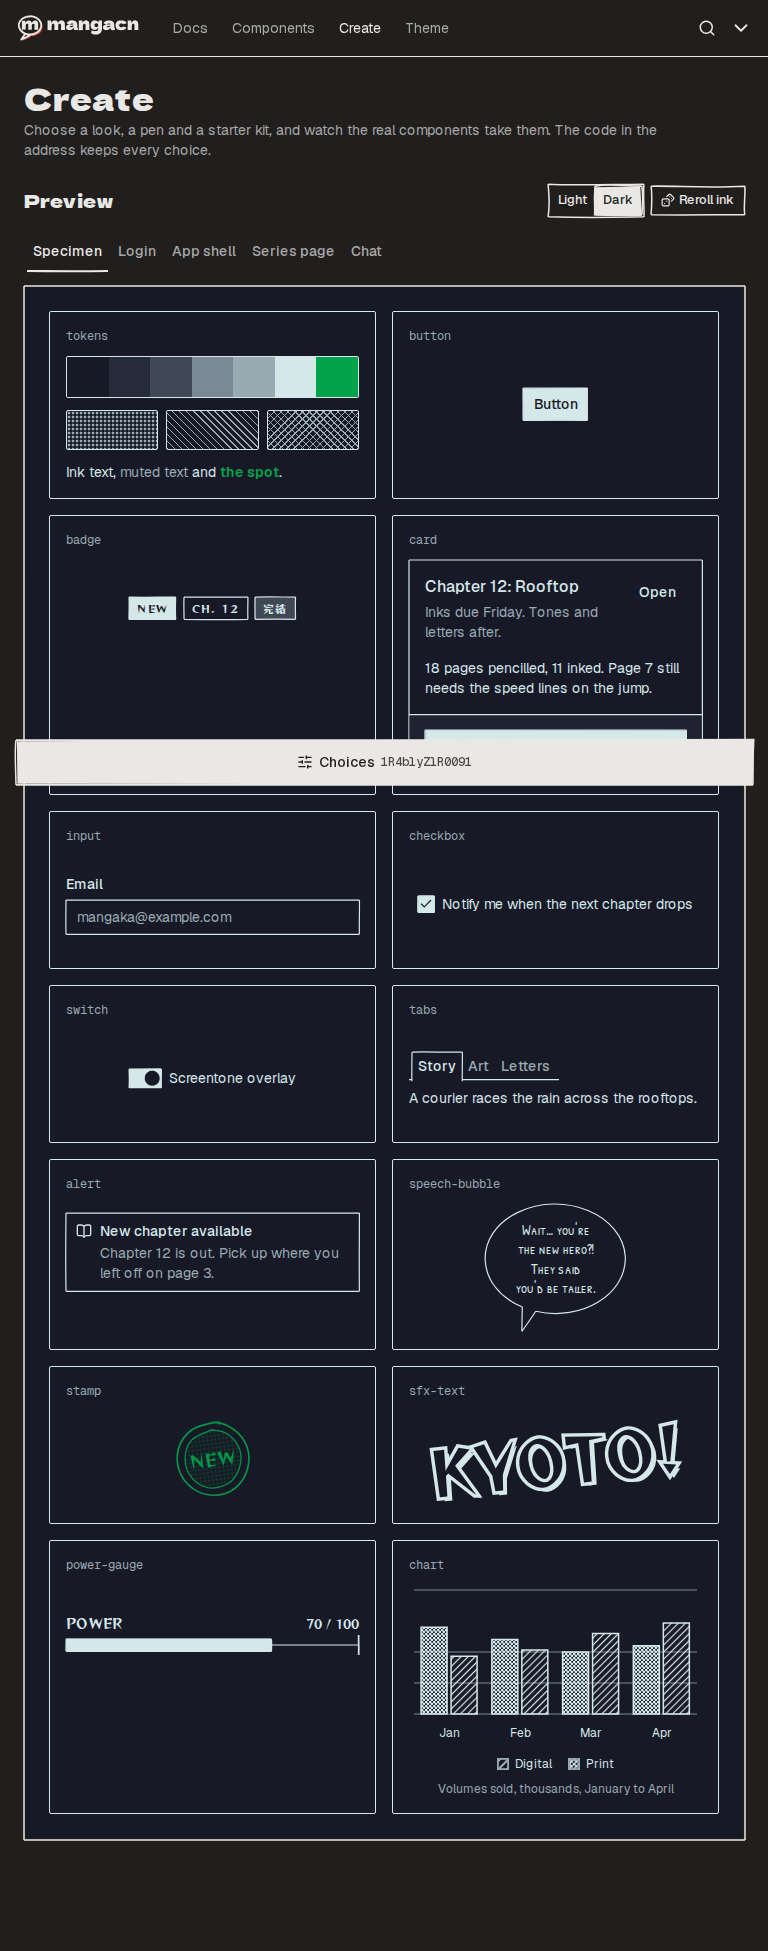 mangacn
Docs Components Create Theme
Create
Choose a look, a pen and a starter kit, and watch the real components take them. The code in the
address keeps every choice.
Preview
Light Dark Reroll ink
Specimen Login App shell Series page Chat
tokens
Ink text, muted text and the spot.
button
Button
badge
NEW CH. 12 完結
card
Chapter 12: Rooftop
Open
Inks due Friday. Tones and
letters after.
18 pages pencilled, 11 inked. Page 7 still
needs the speed lines on the jump.
Choices 1R4blyZlR0091
input
Email
mangaka@example.com
checkbox
Notify me when the next chapter drops
switch
Screentone overlay
tabs
Story Art Letters
A courier races the rain across the rooftops.
alert
New chapter available
Chapter 12 is out. Pick up where you
left off on page 3.
speech-bubble
Wait... you're
the new hero?!
They said
you'd be taller.
stamp
NEW
sfx-text
KYOTO!
power-gauge
POWER 70 / 100
chart
Jan Feb Mar Apr
Digital Print
Volumes sold, thousands, January to April